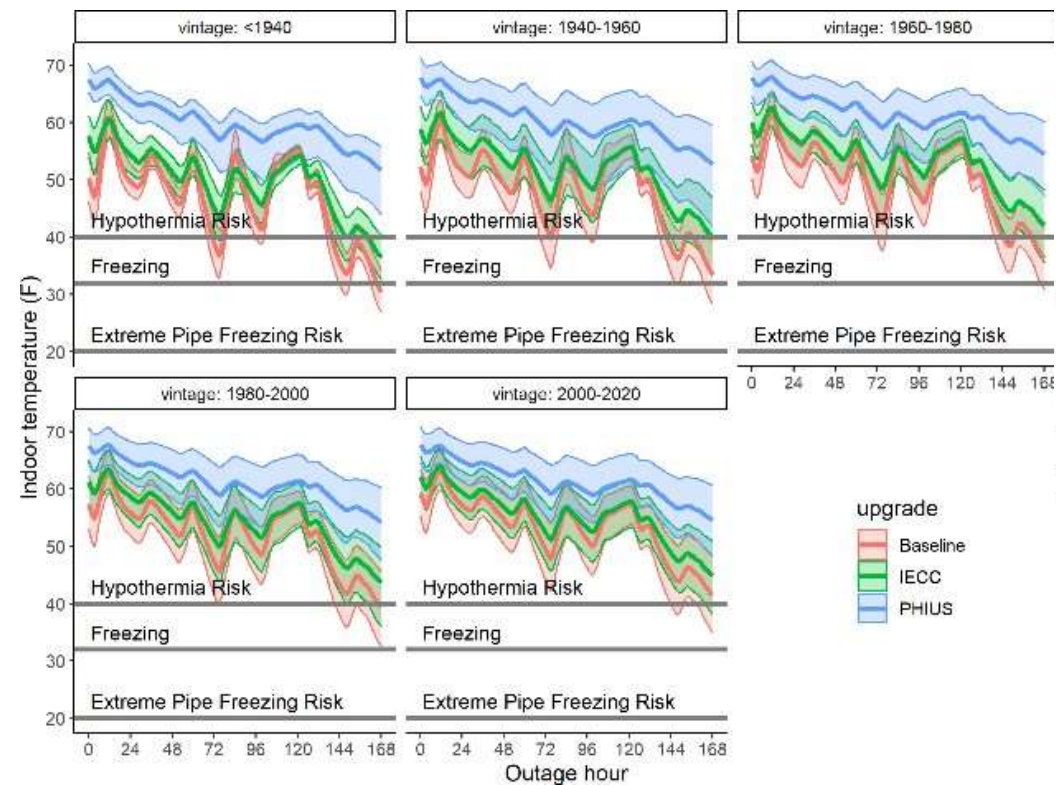 vintage: <1940
vintage: 1940-1960
vintage: 1960-1980
70
60
50
40
30
20
Hypothermia Risk
Freezing
Extreme Pipe Freezing Risk
Hypothermia Risk
Freezing
Extreme Pipe Freezing Risk
Hypothermia Risk
Freezing
Extreme Pipe Freezing Risk
0 24 48 72 96 120 144 168
Indoor temperature (F)
vintage: 1980-2000
vintage: 2000-2020
70
60
50
40
30
20
Hypothermia Risk
Freezing
Extreme Pipe Freezing Risk
Hypothermia Risk
Freezing
Extreme Pipe Freezing Risk
0 24 48 72 96 120 144 168
0 24 48 72 96 120 144 168
Outage hour
upgrade
Baseline
IECC
PHIUS